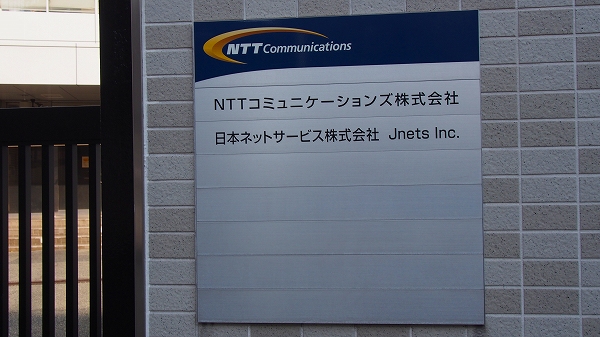 NTT Communications
NTTコミュニケーションズ株式会社
日本ネットサービス株式会社 Jnets Inc.